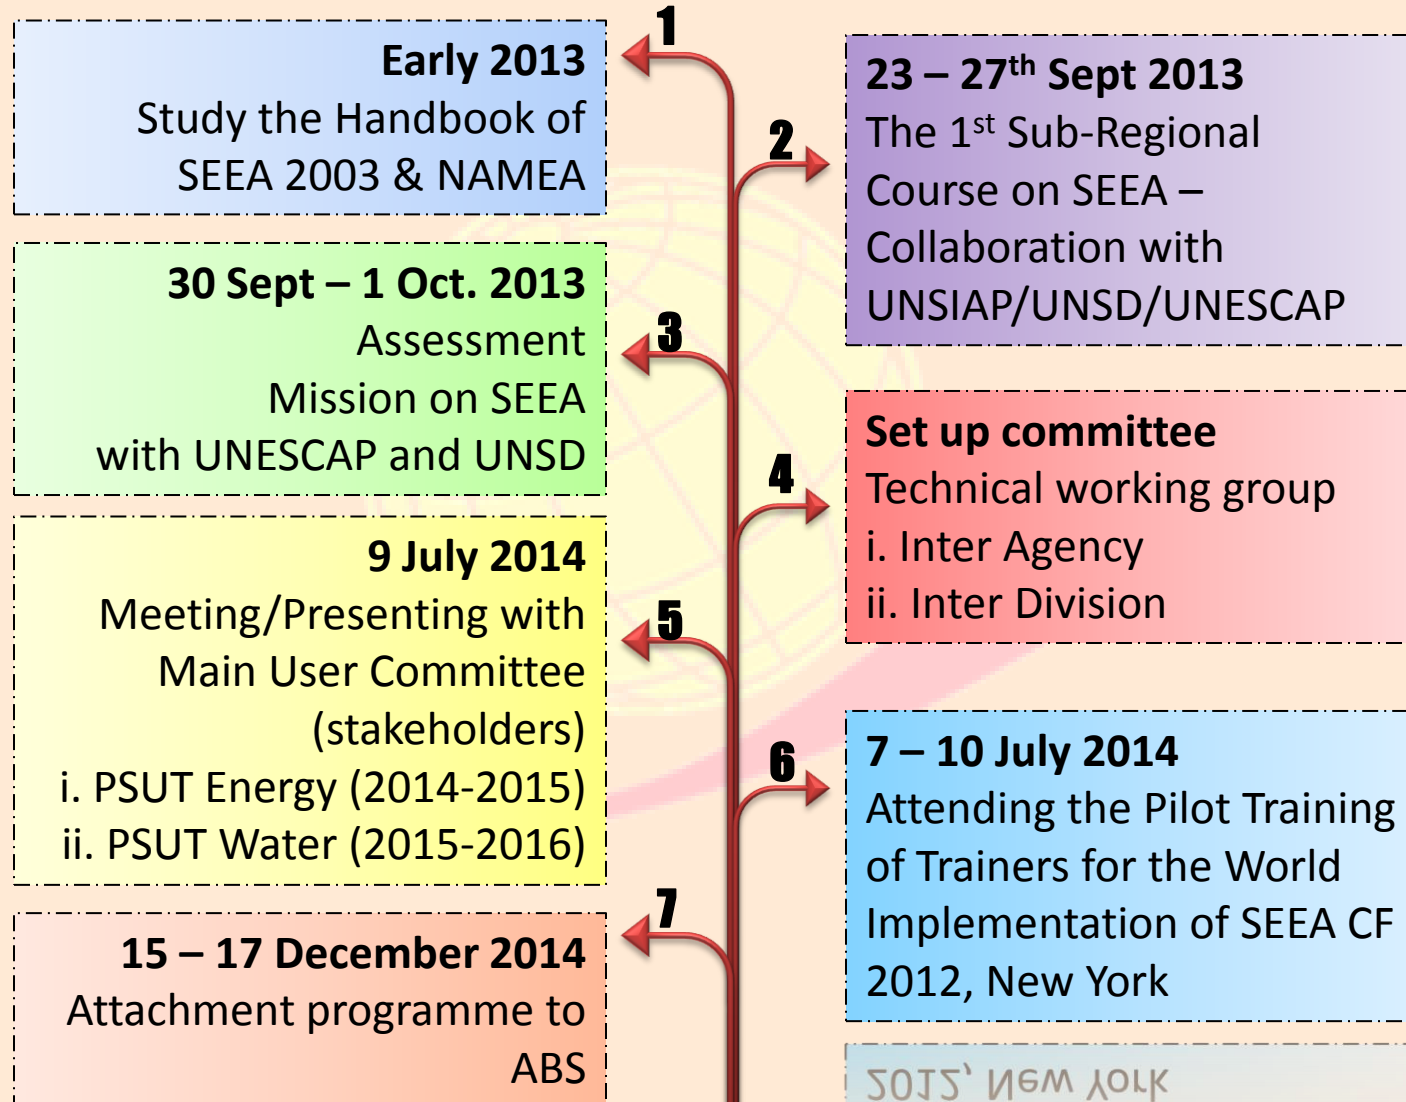 1
Early 2013
Study the Handbook of
SEEA 2003 & NAMEA
2
23 – 27th Sept 2013
The 1st Sub-Regional
Course on SEEA –
Collaboration with
UNSIAP/UNSD/UNESCAP
3
30 Sept – 1 Oct. 2013
Assessment
Mission on SEEA
with UNESCAP and UNSD
4
Set up committee
Technical working group
i. Inter Agency
ii. Inter Division
5
9 July 2014
Meeting/Presenting with
Main User Committee
(stakeholders)
i. PSUT Energy (2014-2015)
ii. PSUT Water (2015-2016)
6
7 – 10 July 2014
Attending the Pilot Training
of Trainers for the World
Implementation of SEEA CF
2012, New York
7
15 – 17 December 2014
Attachment programme to
ABS
2012, New York